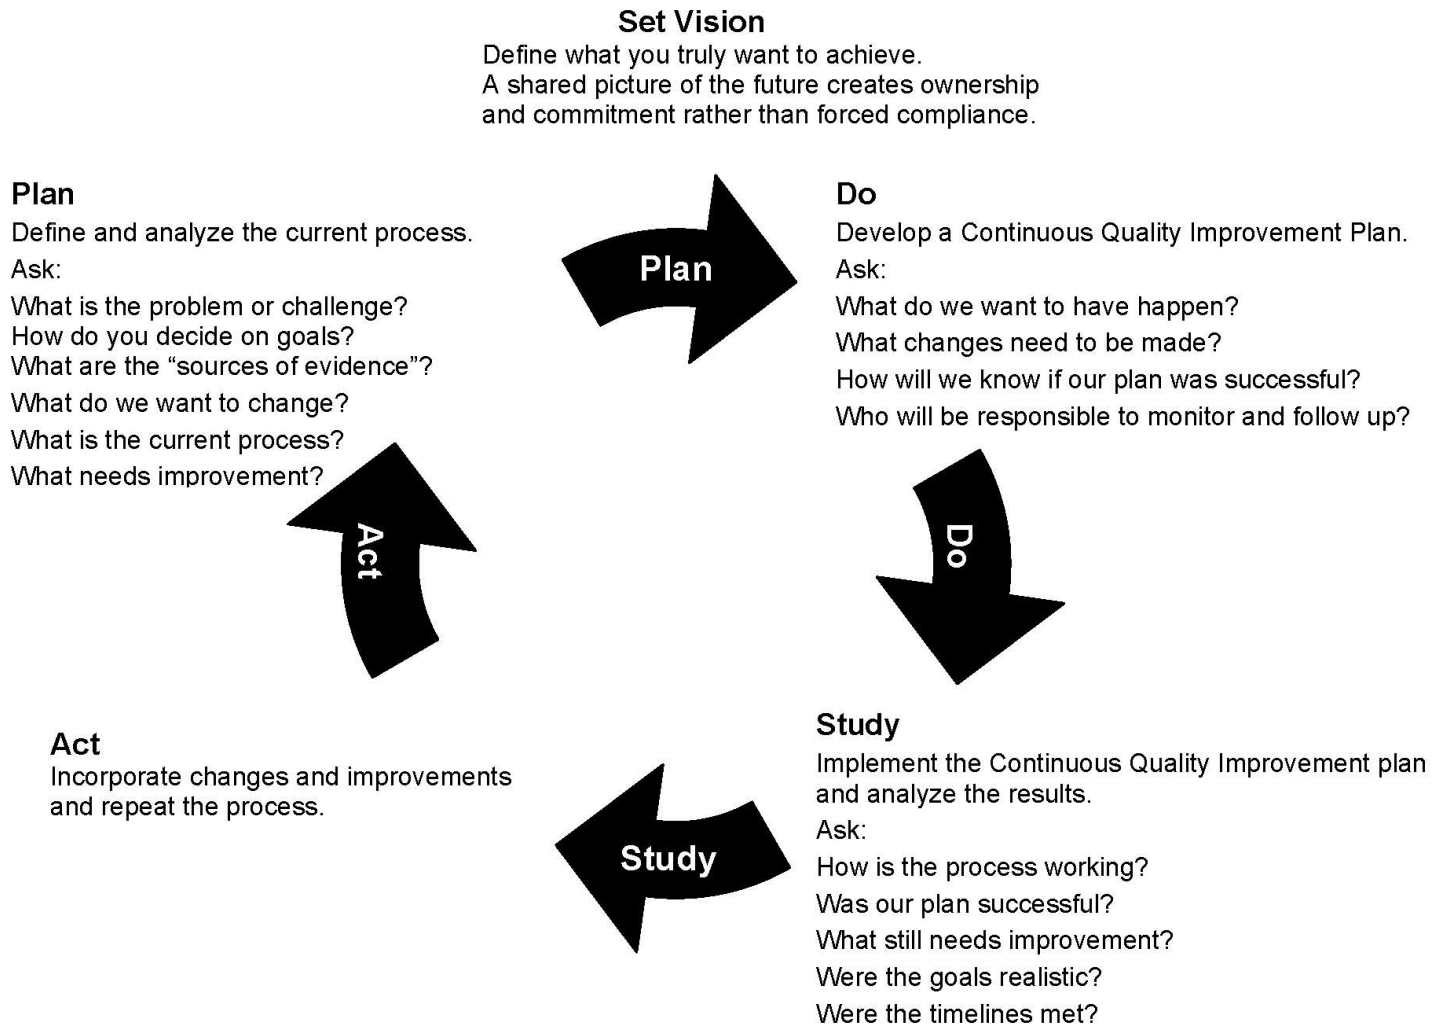 Set Vision
Define what you truly want to achieve.
A shared picture of the future creates ownership
and commitment rather than forced compliance.
Plan
Define and analyze the current process.
Ask:
What is the problem or challenge?
How do you decide on goals?
What are the “sources of evidence”?
What do we want to change?
What is the current process?
What needs improvement?
Plan
Do
Develop a Continuous Quality Improvement Plan.
Ask:
What do we want to have happen?
What changes need to be made?
How will we know if our plan was successful?
Who will be responsible to monitor and follow up?
Do
Study
Implement the Continuous Quality Improvement plan
and analyze the results.
Ask:
How is the process working?
Was our plan successful?
What still needs improvement?
Were the goals realistic?
Were the timelines met?
Study
Act
Incorporate changes and improvements
and repeat the process.
Act